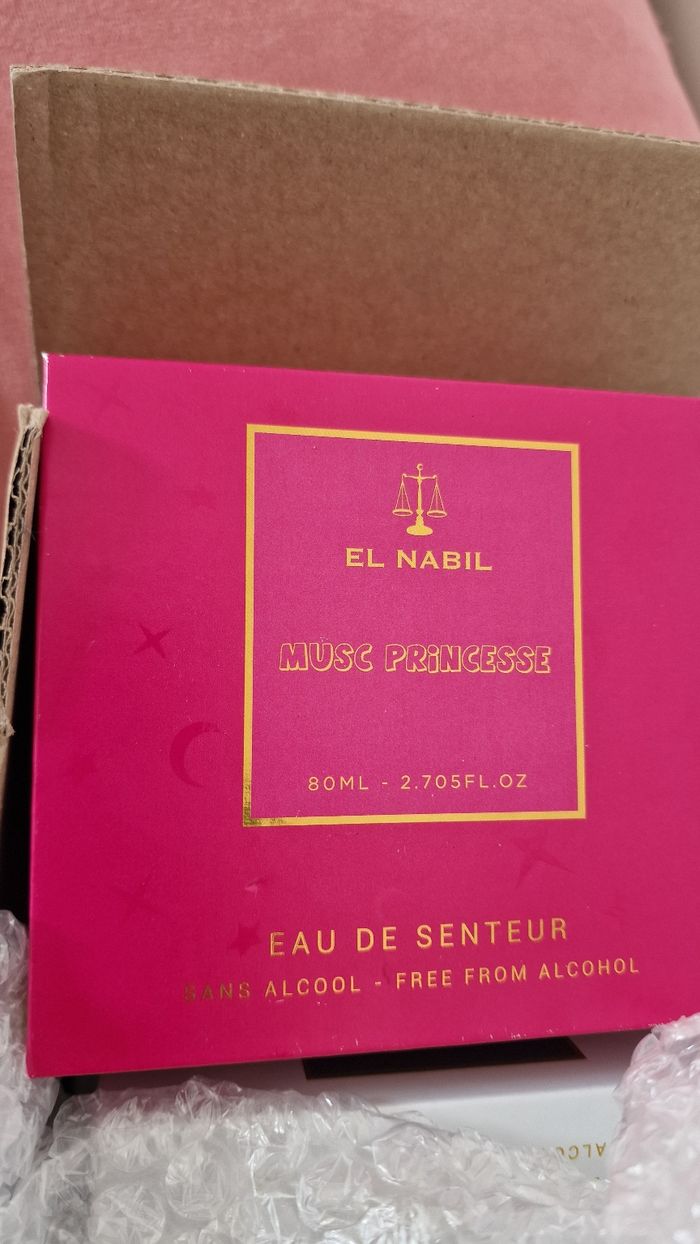 EL NABIL
MUSC PRiNCESSE
80ML - 2.705FL.OZ
EAU DE SENTEUR
SANS ALCOOL - FREE FROM ALCOHOL